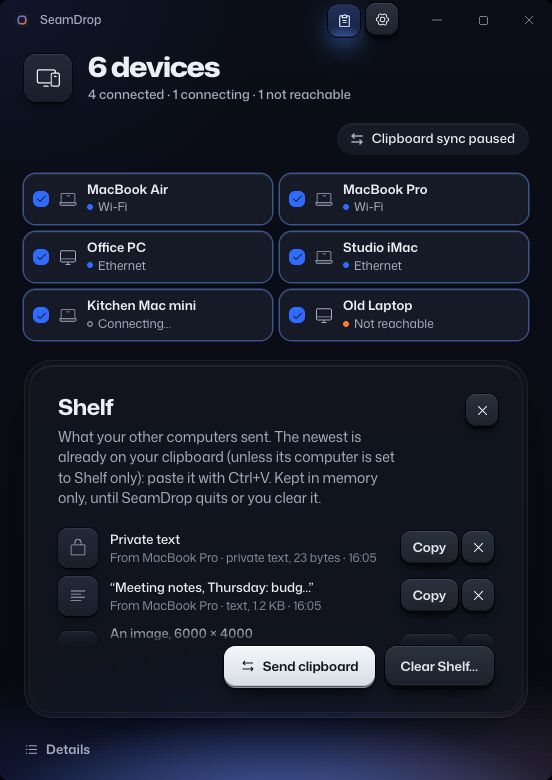 SeamDrop
6 devices
4 connected · 1 connecting · 1 not reachable
Clipboard sync paused
MacBook Air
Wi-Fi
MacBook Pro
Wi-Fi
Office PC
Ethernet
Studio iMac
Ethernet
Kitchen Mac mini
Connecting...
Old Laptop
Not reachable
Shelf
What your other computers sent. The newest is
already on your clipboard (unless its computer is set
to Shelf only): paste it with Ctrl+V. Kept in memory
only, until SeamDrop quits or you clear it.
Private text
From MacBook Pro · private text, 23 bytes · 16:05
Copy
“Meeting notes, Thursday: budg...”
From MacBook Pro · text, 1.2 KB · 16:05
Copy
An image, 6000 × 4000
Send clipboard
Clear Shelf...
Details